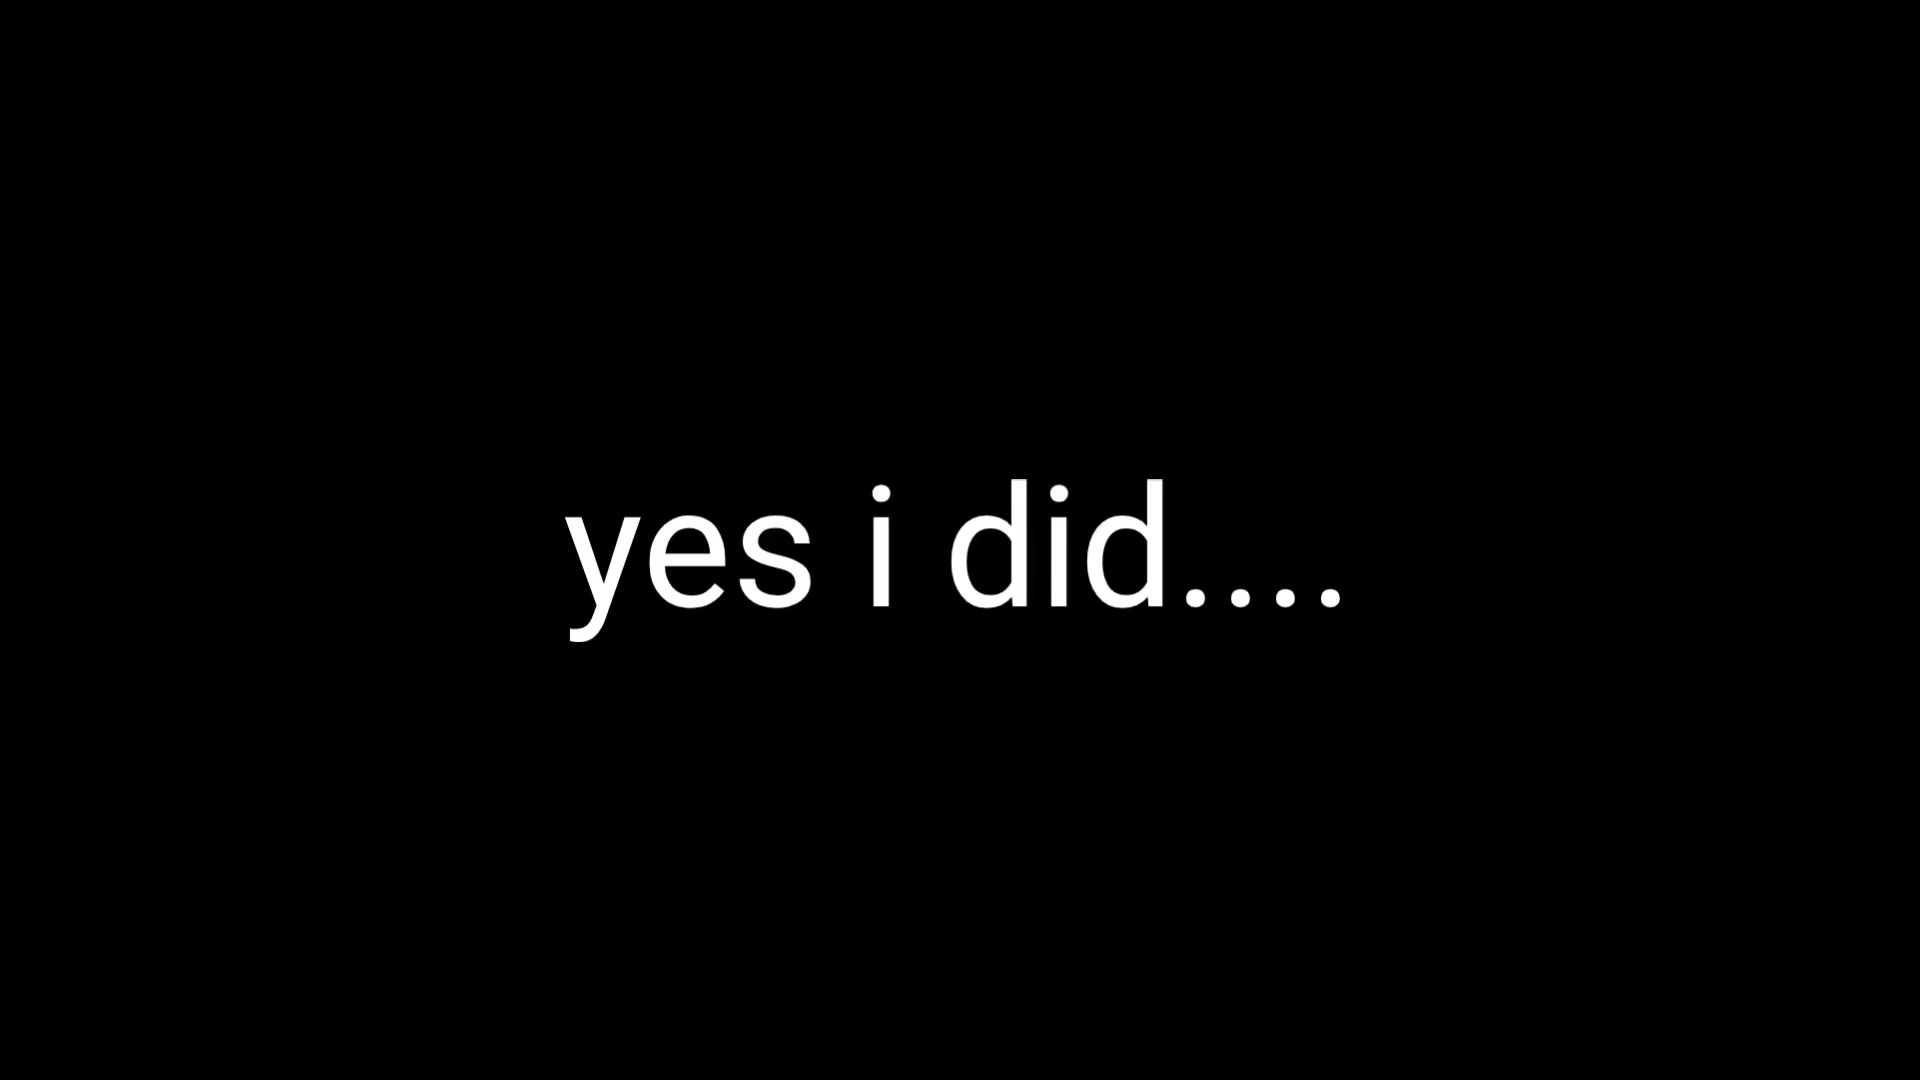 yes i did....